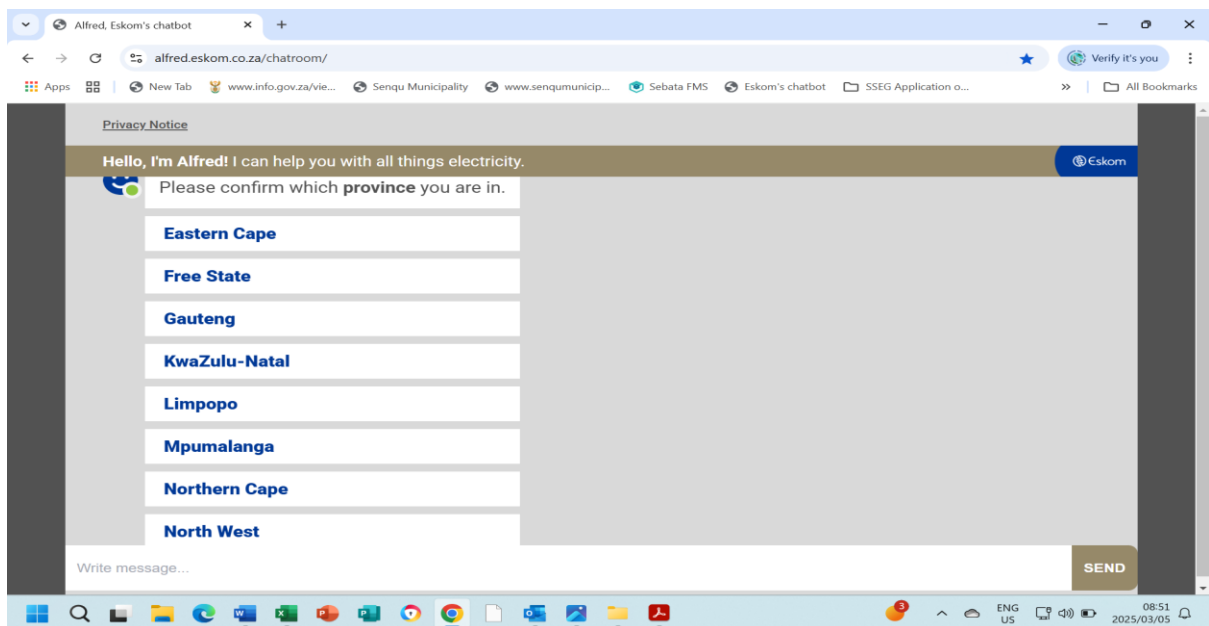 Alfred, Eskom's chatbot
alfred.eskom.co.za/chatroom/
Verify it's you
Apps
New Tab
www.info.gov.za/vie...
Senqu Municipality
www.senqumunicip...
Sebata FMS
Eskom's chatbot
SSEG Application o...
All Bookmarks
Privacy Notice
Hello, I'm Alfred! I can help you with all things electricity.
Eskom
Please confirm which province you are in.
Eastern Cape
Free State
Gauteng
KwaZulu-Natal
Limpopo
Mpumalanga
Northern Cape
North West
Write message...
SEND
3
ENG
US
08:51
2025/03/05